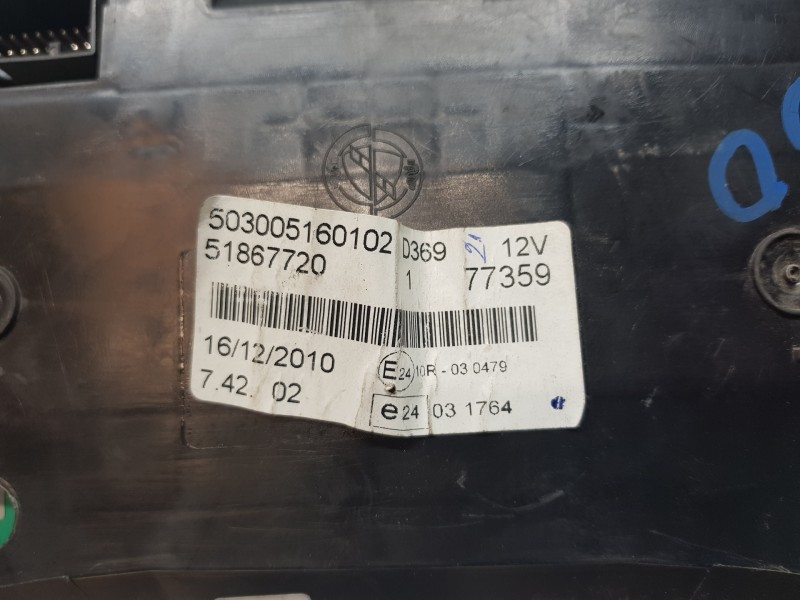 503005160102 D369 21 12V
51867720 1 77359
16/12/2010 E24 10R - 03 0479
7.42. 02 e24 03 1764